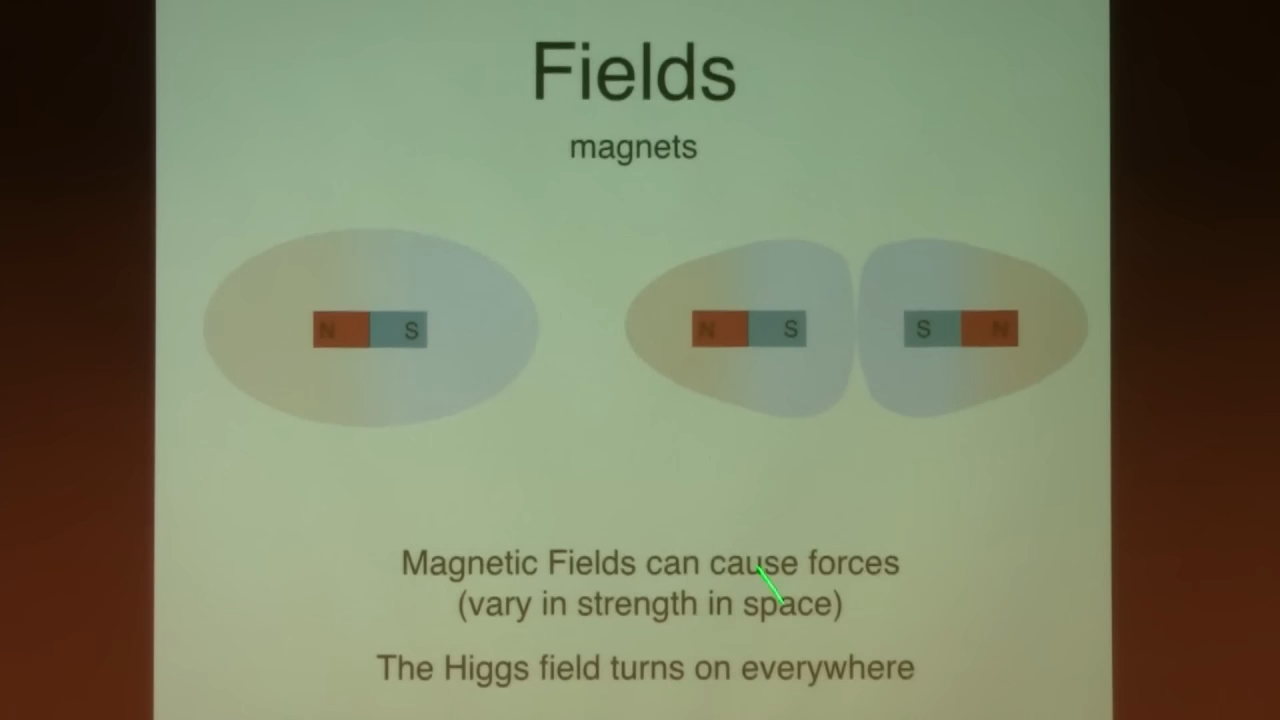 Fields
magnets
N S N S S N
Magnetic Fields can cause forces
(vary in strength in space)
The Higgs field turns on everywhere